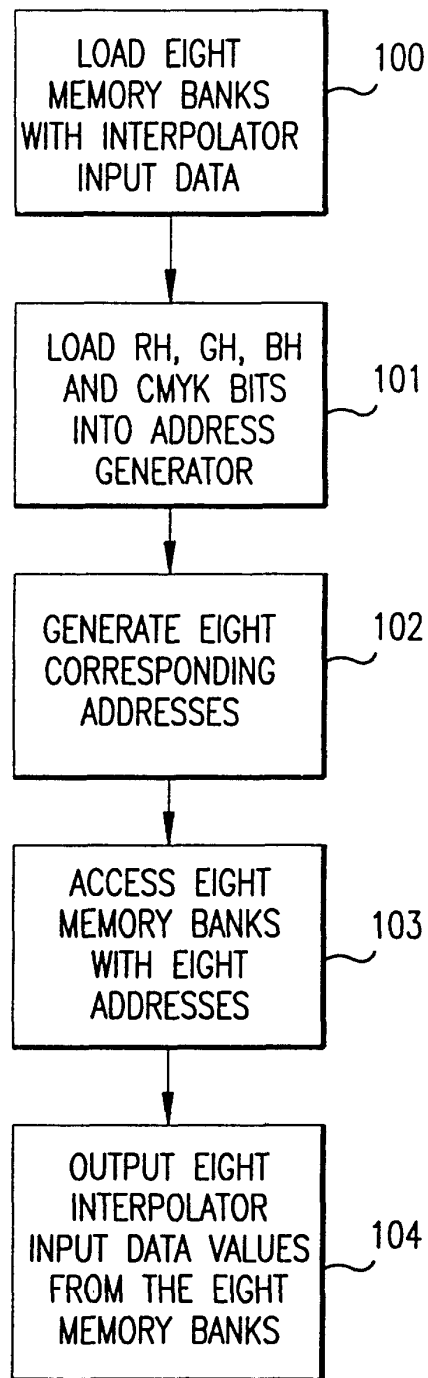 LOAD EIGHT
MEMORY BANKS
WITH INTERPOLATOR
INPUT DATA
100
LOAD RH, GH, BH
AND CMYK BITS
INTO ADDRESS
GENERATOR
101
GENERATE EIGHT
CORRESPONDING
ADDRESSES
102
ACCESS EIGHT
MEMORY BANKS
WITH EIGHT
ADDRESSES
103
OUTPUT EIGHT
INTERPOLATOR
INPUT DATA VALUES
FROM THE EIGHT
MEMORY BANKS
104